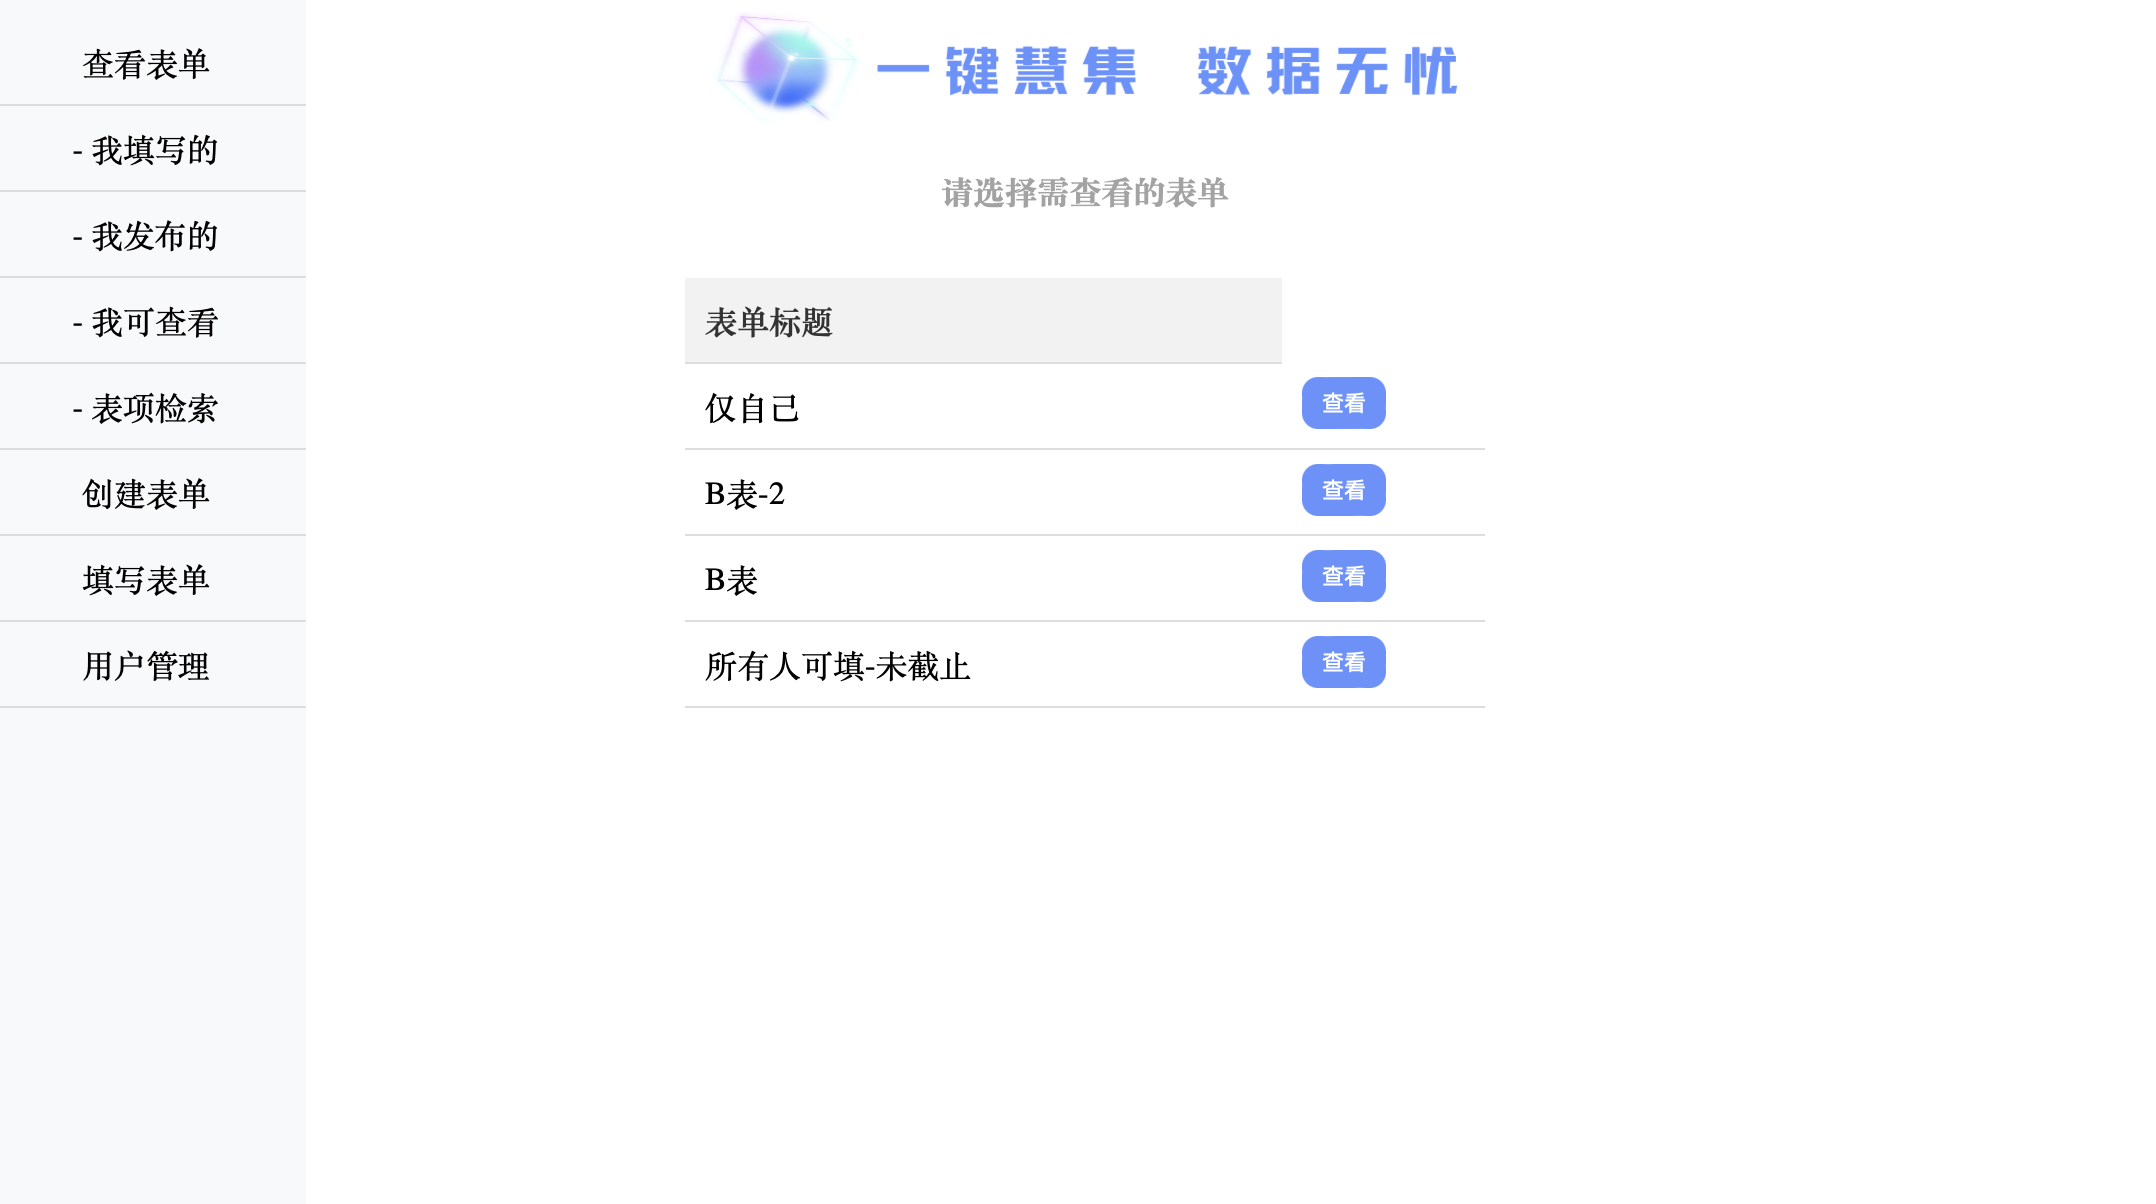 查看表单
- 我填写的
- 我发布的
- 我可查看
- 表项检索
创建表单
填写表单
用户管理
一键慧集 数据无忧
请选择需查看的表单
表单标题
仅自己 查看
B表-2 查看
B表 查看
所有人可填-未截止 查看